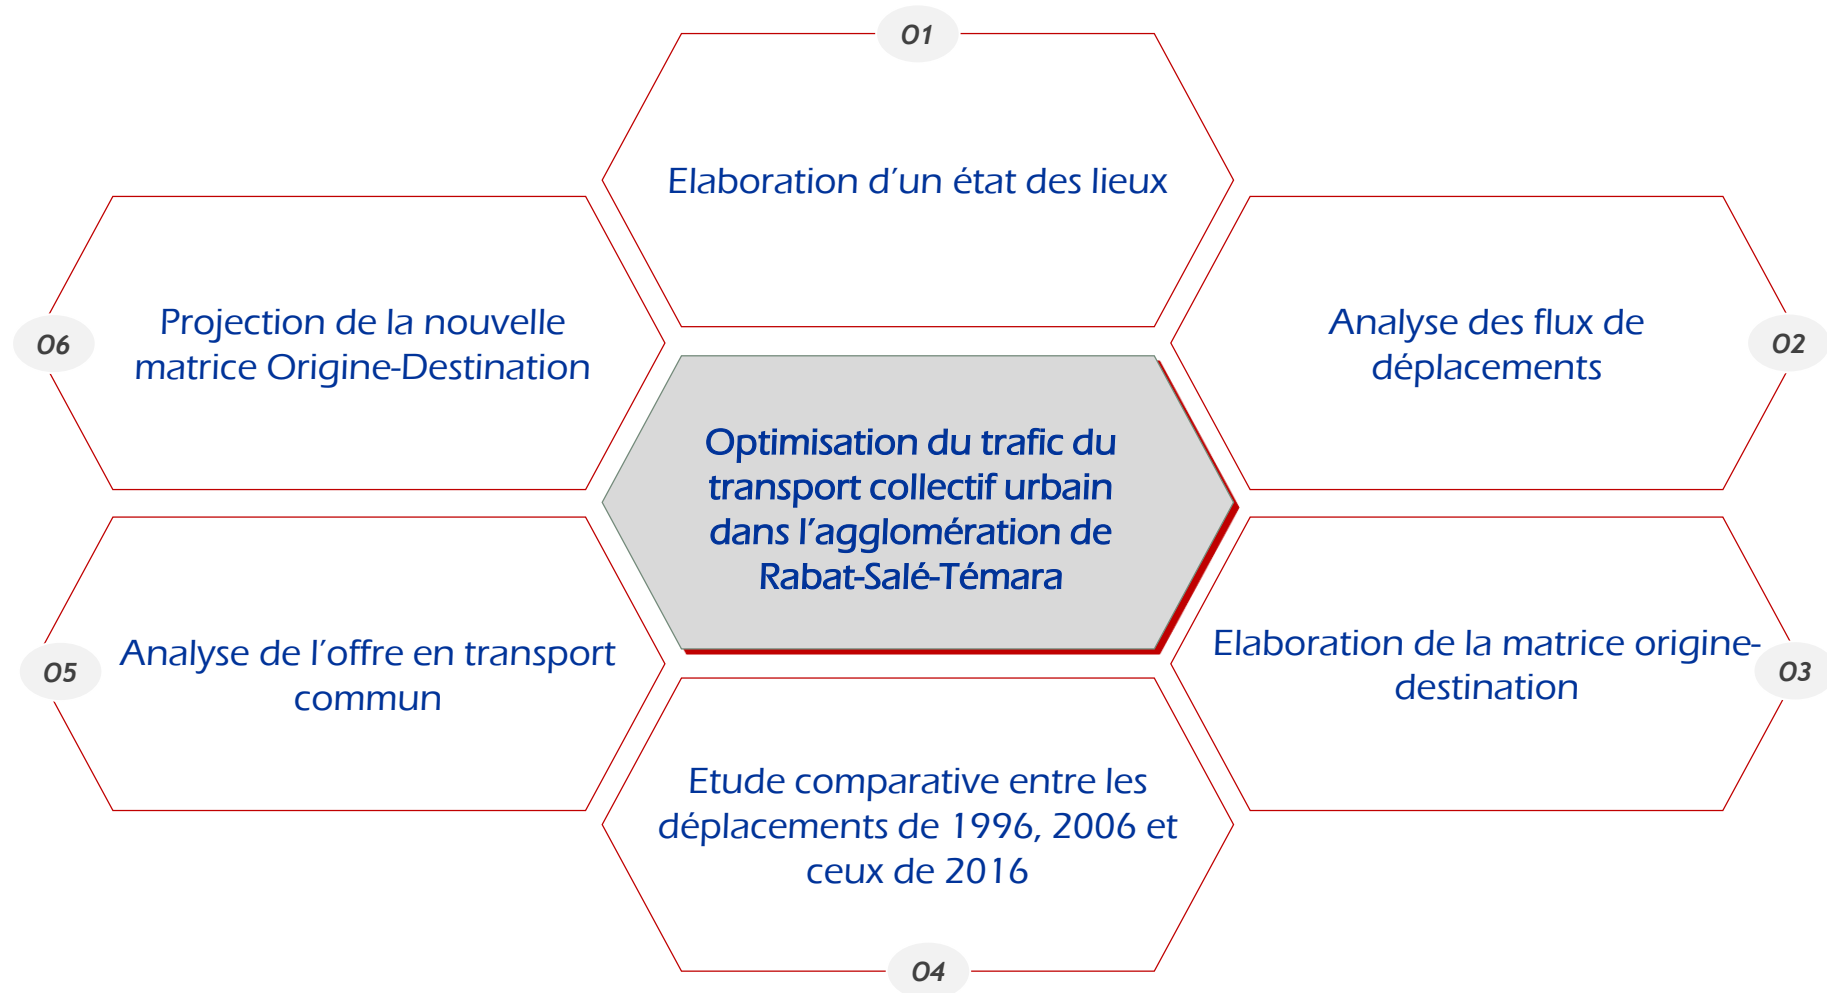 01
Elaboration d’un état des lieux
02
Analyse des flux de
déplacements
03
Elaboration de la matrice origine-
destination
04
Etude comparative entre les
déplacements de 1996, 2006 et
ceux de 2016
05
Analyse de l’offre en transport
commun
06
Projection de la nouvelle
matrice Origine-Destination
Optimisation du trafic du
transport collectif urbain
dans l’agglomération de
Rabat-Salé-Témara